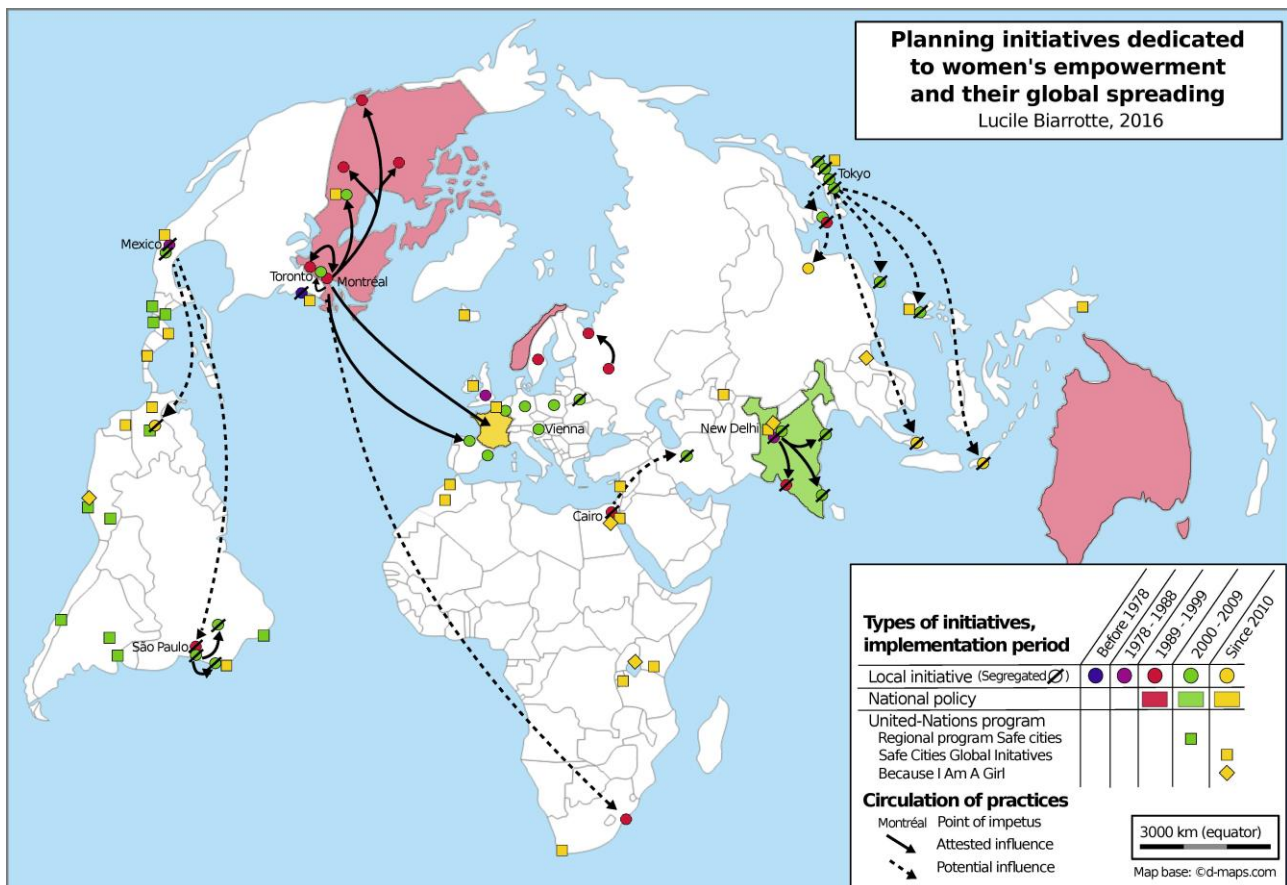 Planning initiatives dedicated
to women's empowerment
and their global spreading
Lucile Biarrotte, 2016
Tokyo
Mexico
Toronto
Montréal
Vienna
New Delhi
Cairo
São Paulo
Types of initiatives,
implementation period
Before 1978
1978 - 1988
1989 - 1999
2000 - 2009
Since 2010
Local initiative (Segregated )
National policy
United-Nations program
Regional program Safe cities
Safe Cities Global Initatives
Because I Am A Girl
Circulation of practices
Montréal Point of impetus
Attested influence
Potential influence
3000 km (equator)
Map base: ©d-maps.com